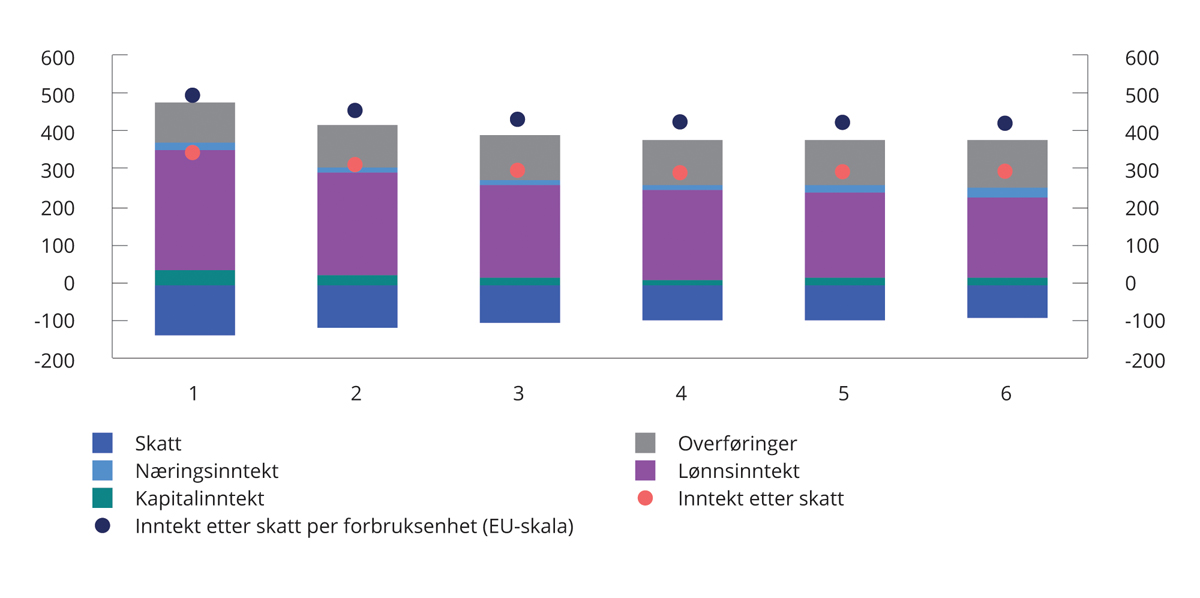 600 600
500 500
400 400
300 300
200 200
100 100
0 0
-100 -100
-200 -200
1 2 3 4 5 6
Skatt
Næringsinntekt
Kapitalinntekt
Inntekt etter skatt per forbruksenhet (EU-skala)
Overføringer
Lønnsinntekt
Inntekt etter skatt